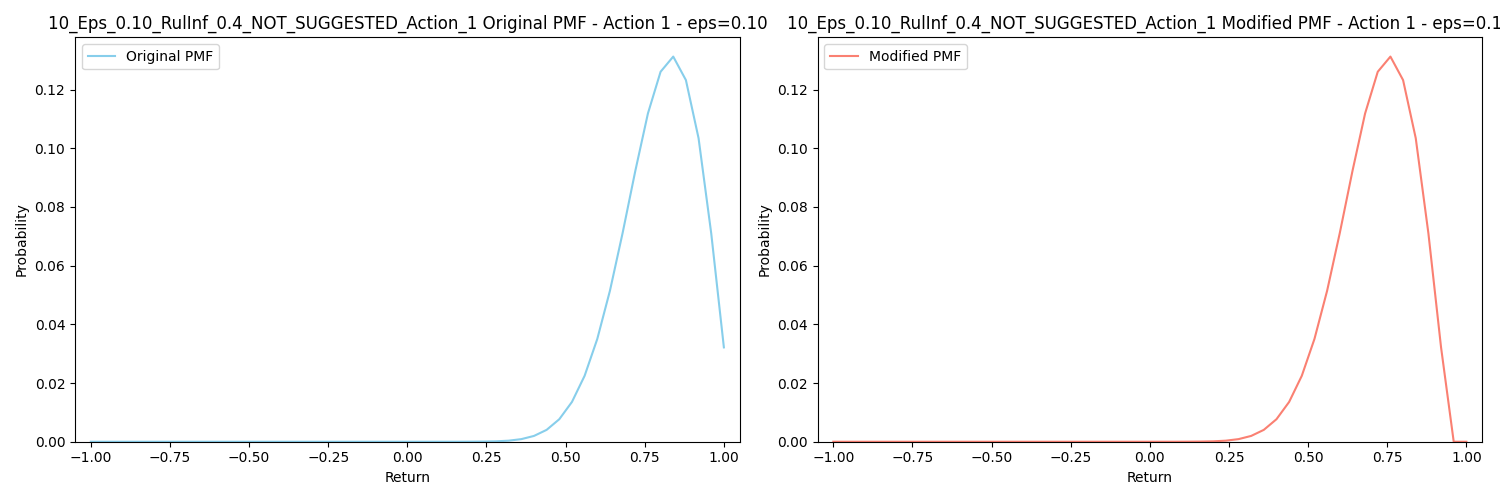 10_Eps_0.10_RulInf_0.4_NOT_SUGGESTED_Action_1 Original PMF - Action 1 - eps=0.10
Original PMF
0.12
0.10
0.08
0.06
0.04
0.02
0.00
Probability
−1.00 −0.75 −0.50 −0.25 0.00 0.25 0.50 0.75 1.00
Return
10_Eps_0.10_RulInf_0.4_NOT_SUGGESTED_Action_1 Modified PMF - Action 1 - eps=0.1
Modified PMF
0.12
0.10
0.08
0.06
0.04
0.02
0.00
Probability
−1.00 −0.75 −0.50 −0.25 0.00 0.25 0.50 0.75 1.00
Return